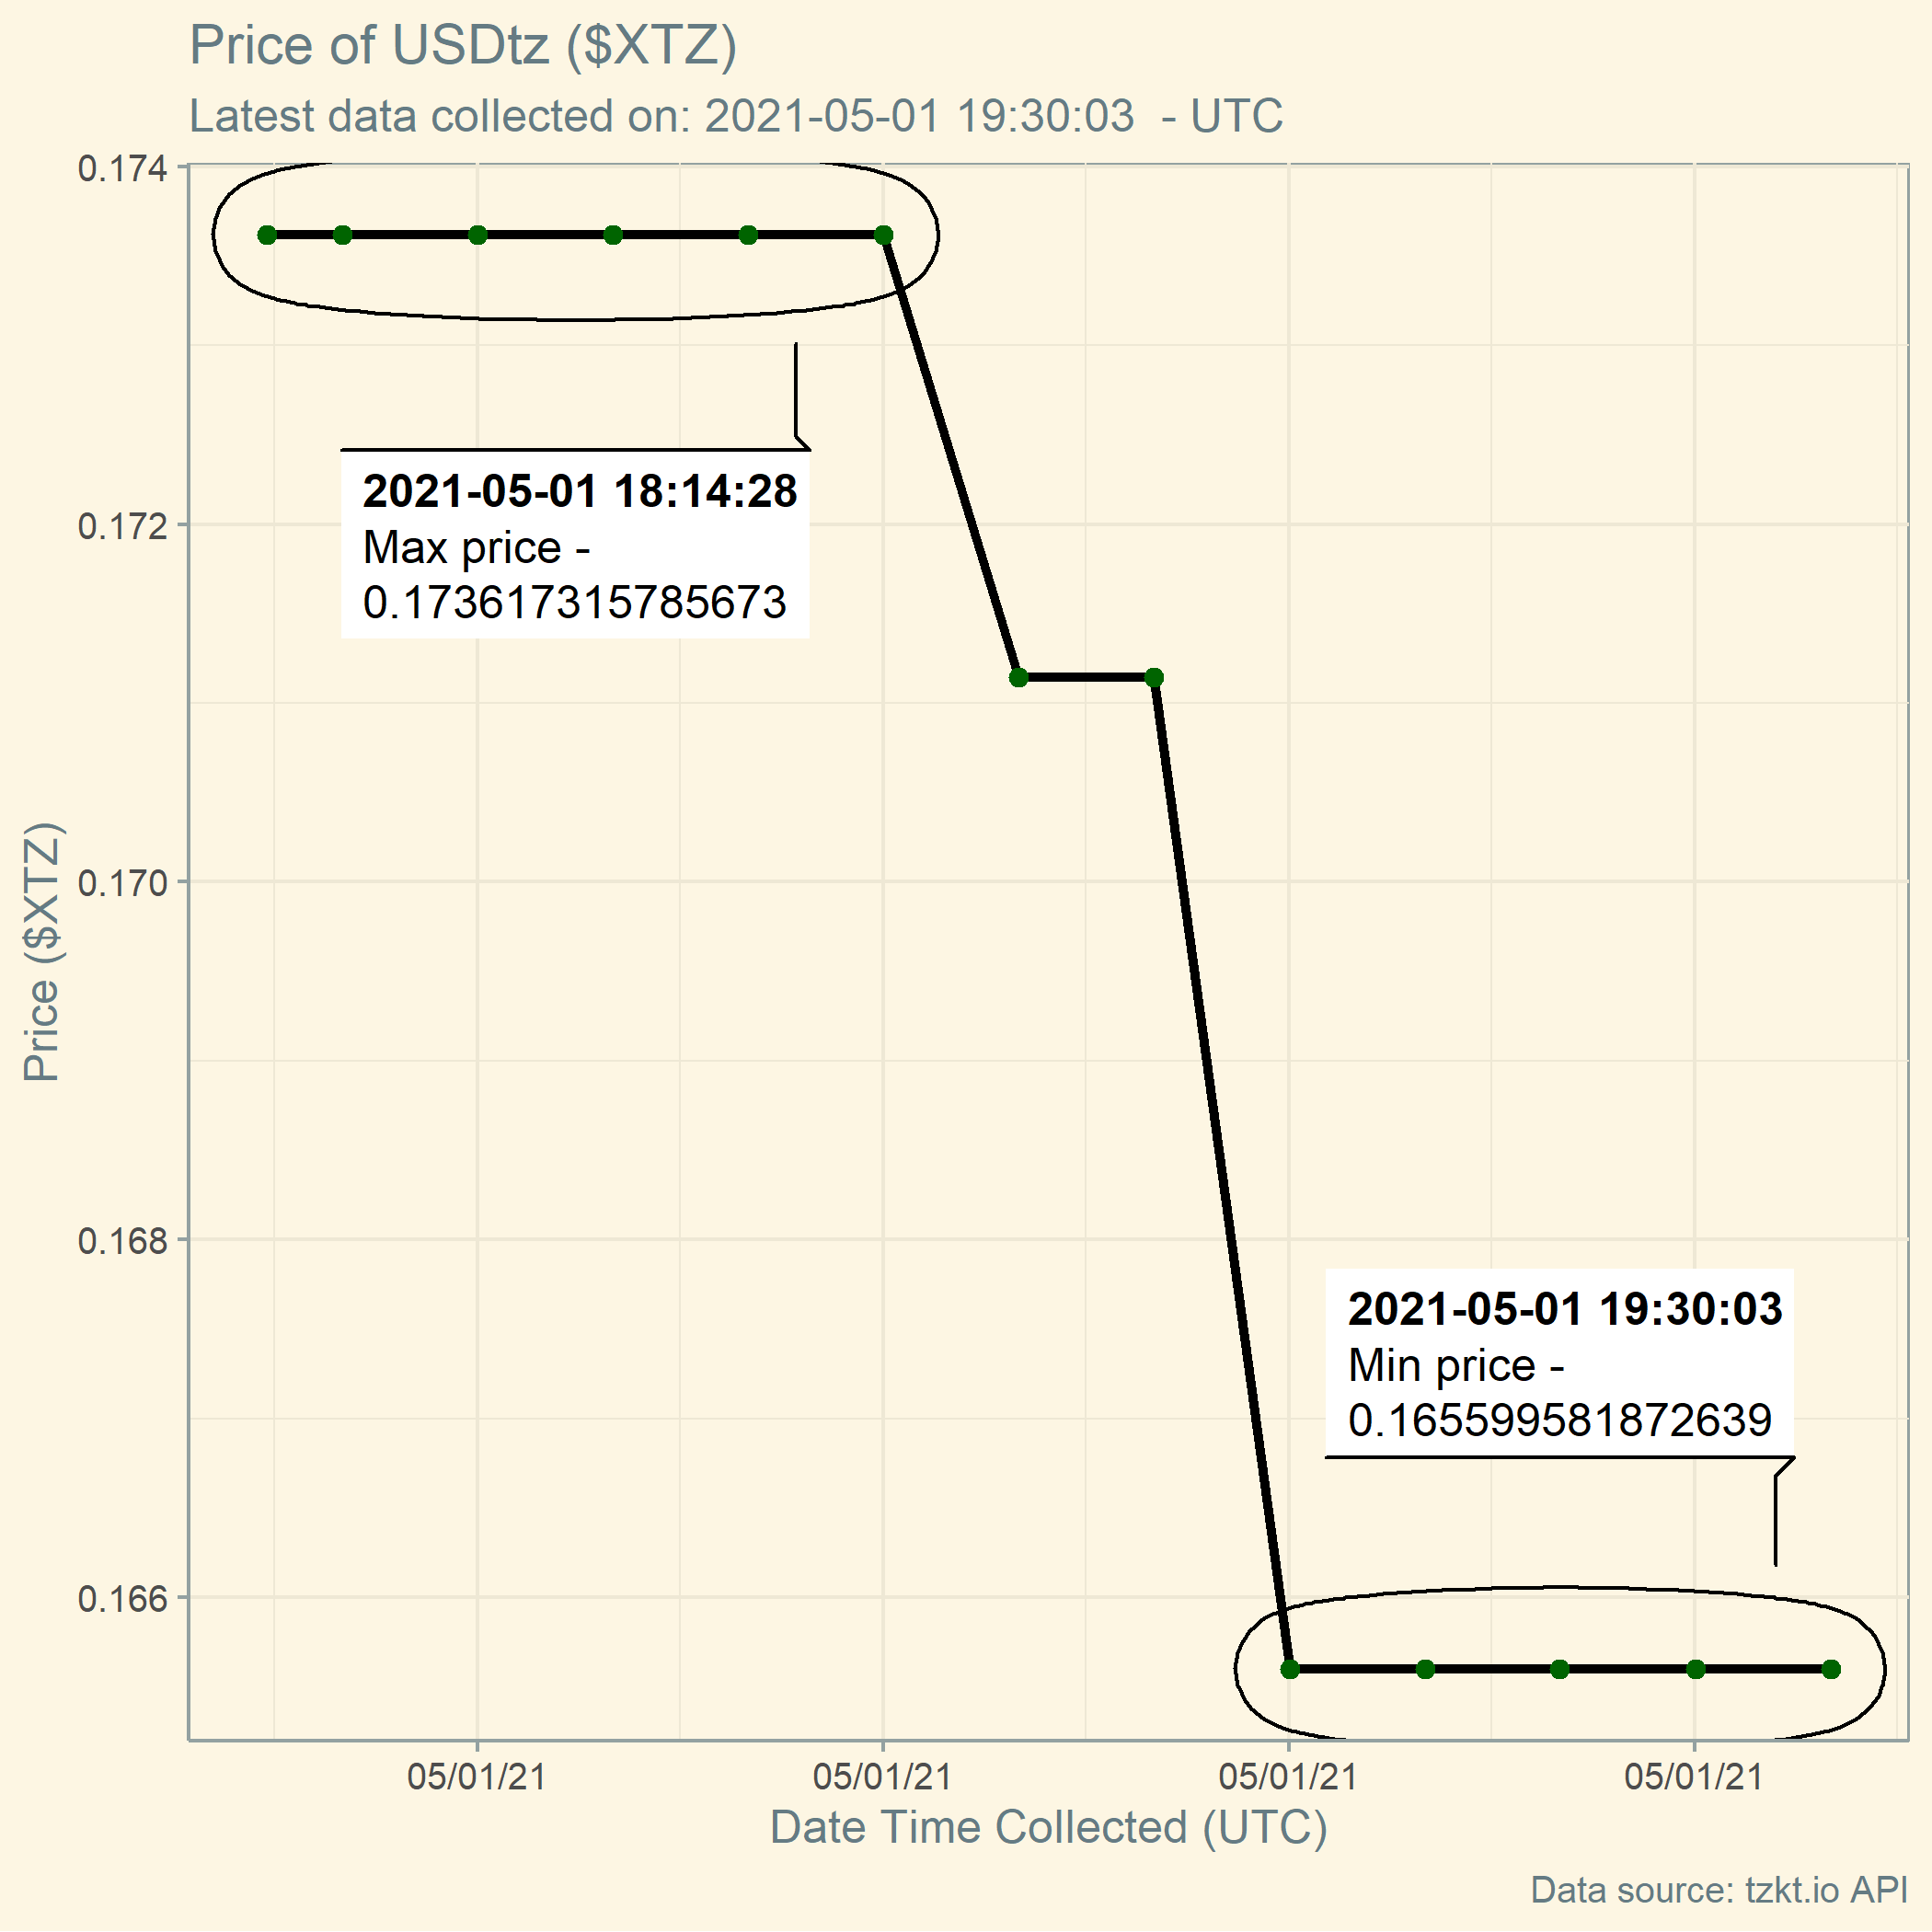 Price of USDtz ($XTZ)
Latest data collected on: 2021-05-01 19:30:03  - UTC
0.174
0.172
0.170
0.168
0.166
Price ($XTZ)
2021-05-01 18:14:28
Max price -
0.173617315785673
2021-05-01 19:30:03
Min price -
0.165599581872639
05/01/21 05/01/21 05/01/21 05/01/21
Date Time Collected (UTC)
Data source: tzkt.io API